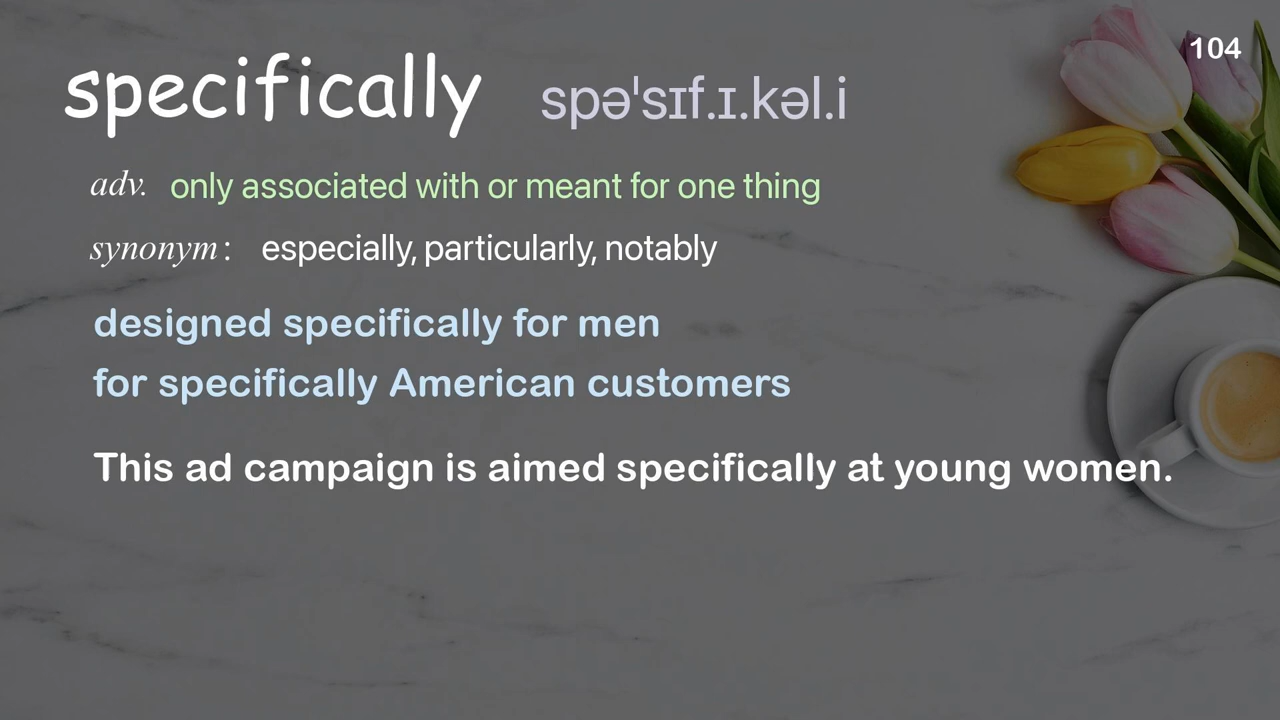 104
specifically spəˈsɪf.ɪ.kəl.i
adv. only associated with or meant for one thing
synonym: especially, particularly, notably
designed specifically for men
for specifically American customers
This ad campaign is aimed specifically at young women.